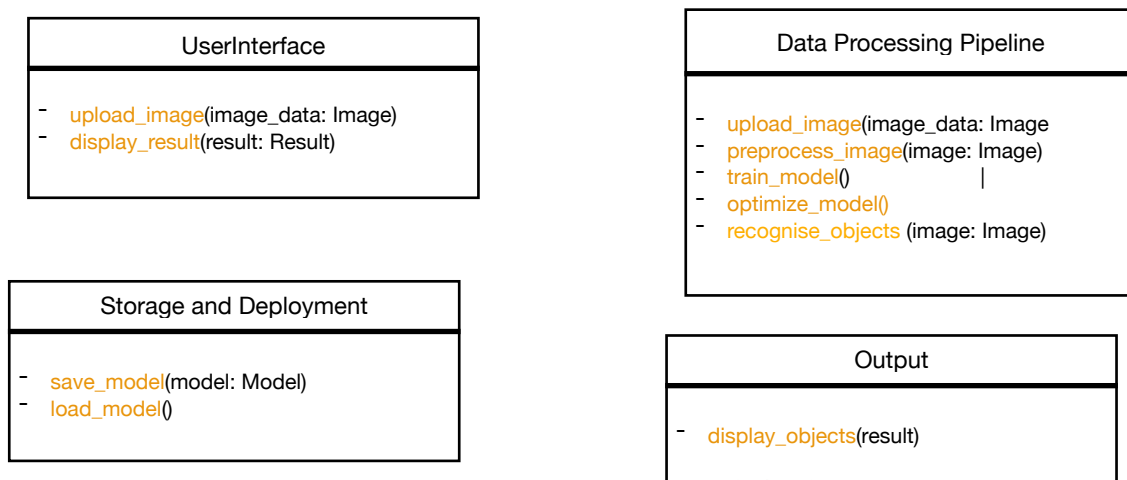 UserInterface
- upload_image(image_data: Image)
- display_result(result: Result)
Data Processing Pipeline
- upload_image(image_data: Image
- preprocess_image(image: Image)
- train_model() |
- optimize_model()
- recognise_objects (image: Image)
Storage and Deployment
- save_model(model: Model)
- load_model()
Output
- display_objects(result)